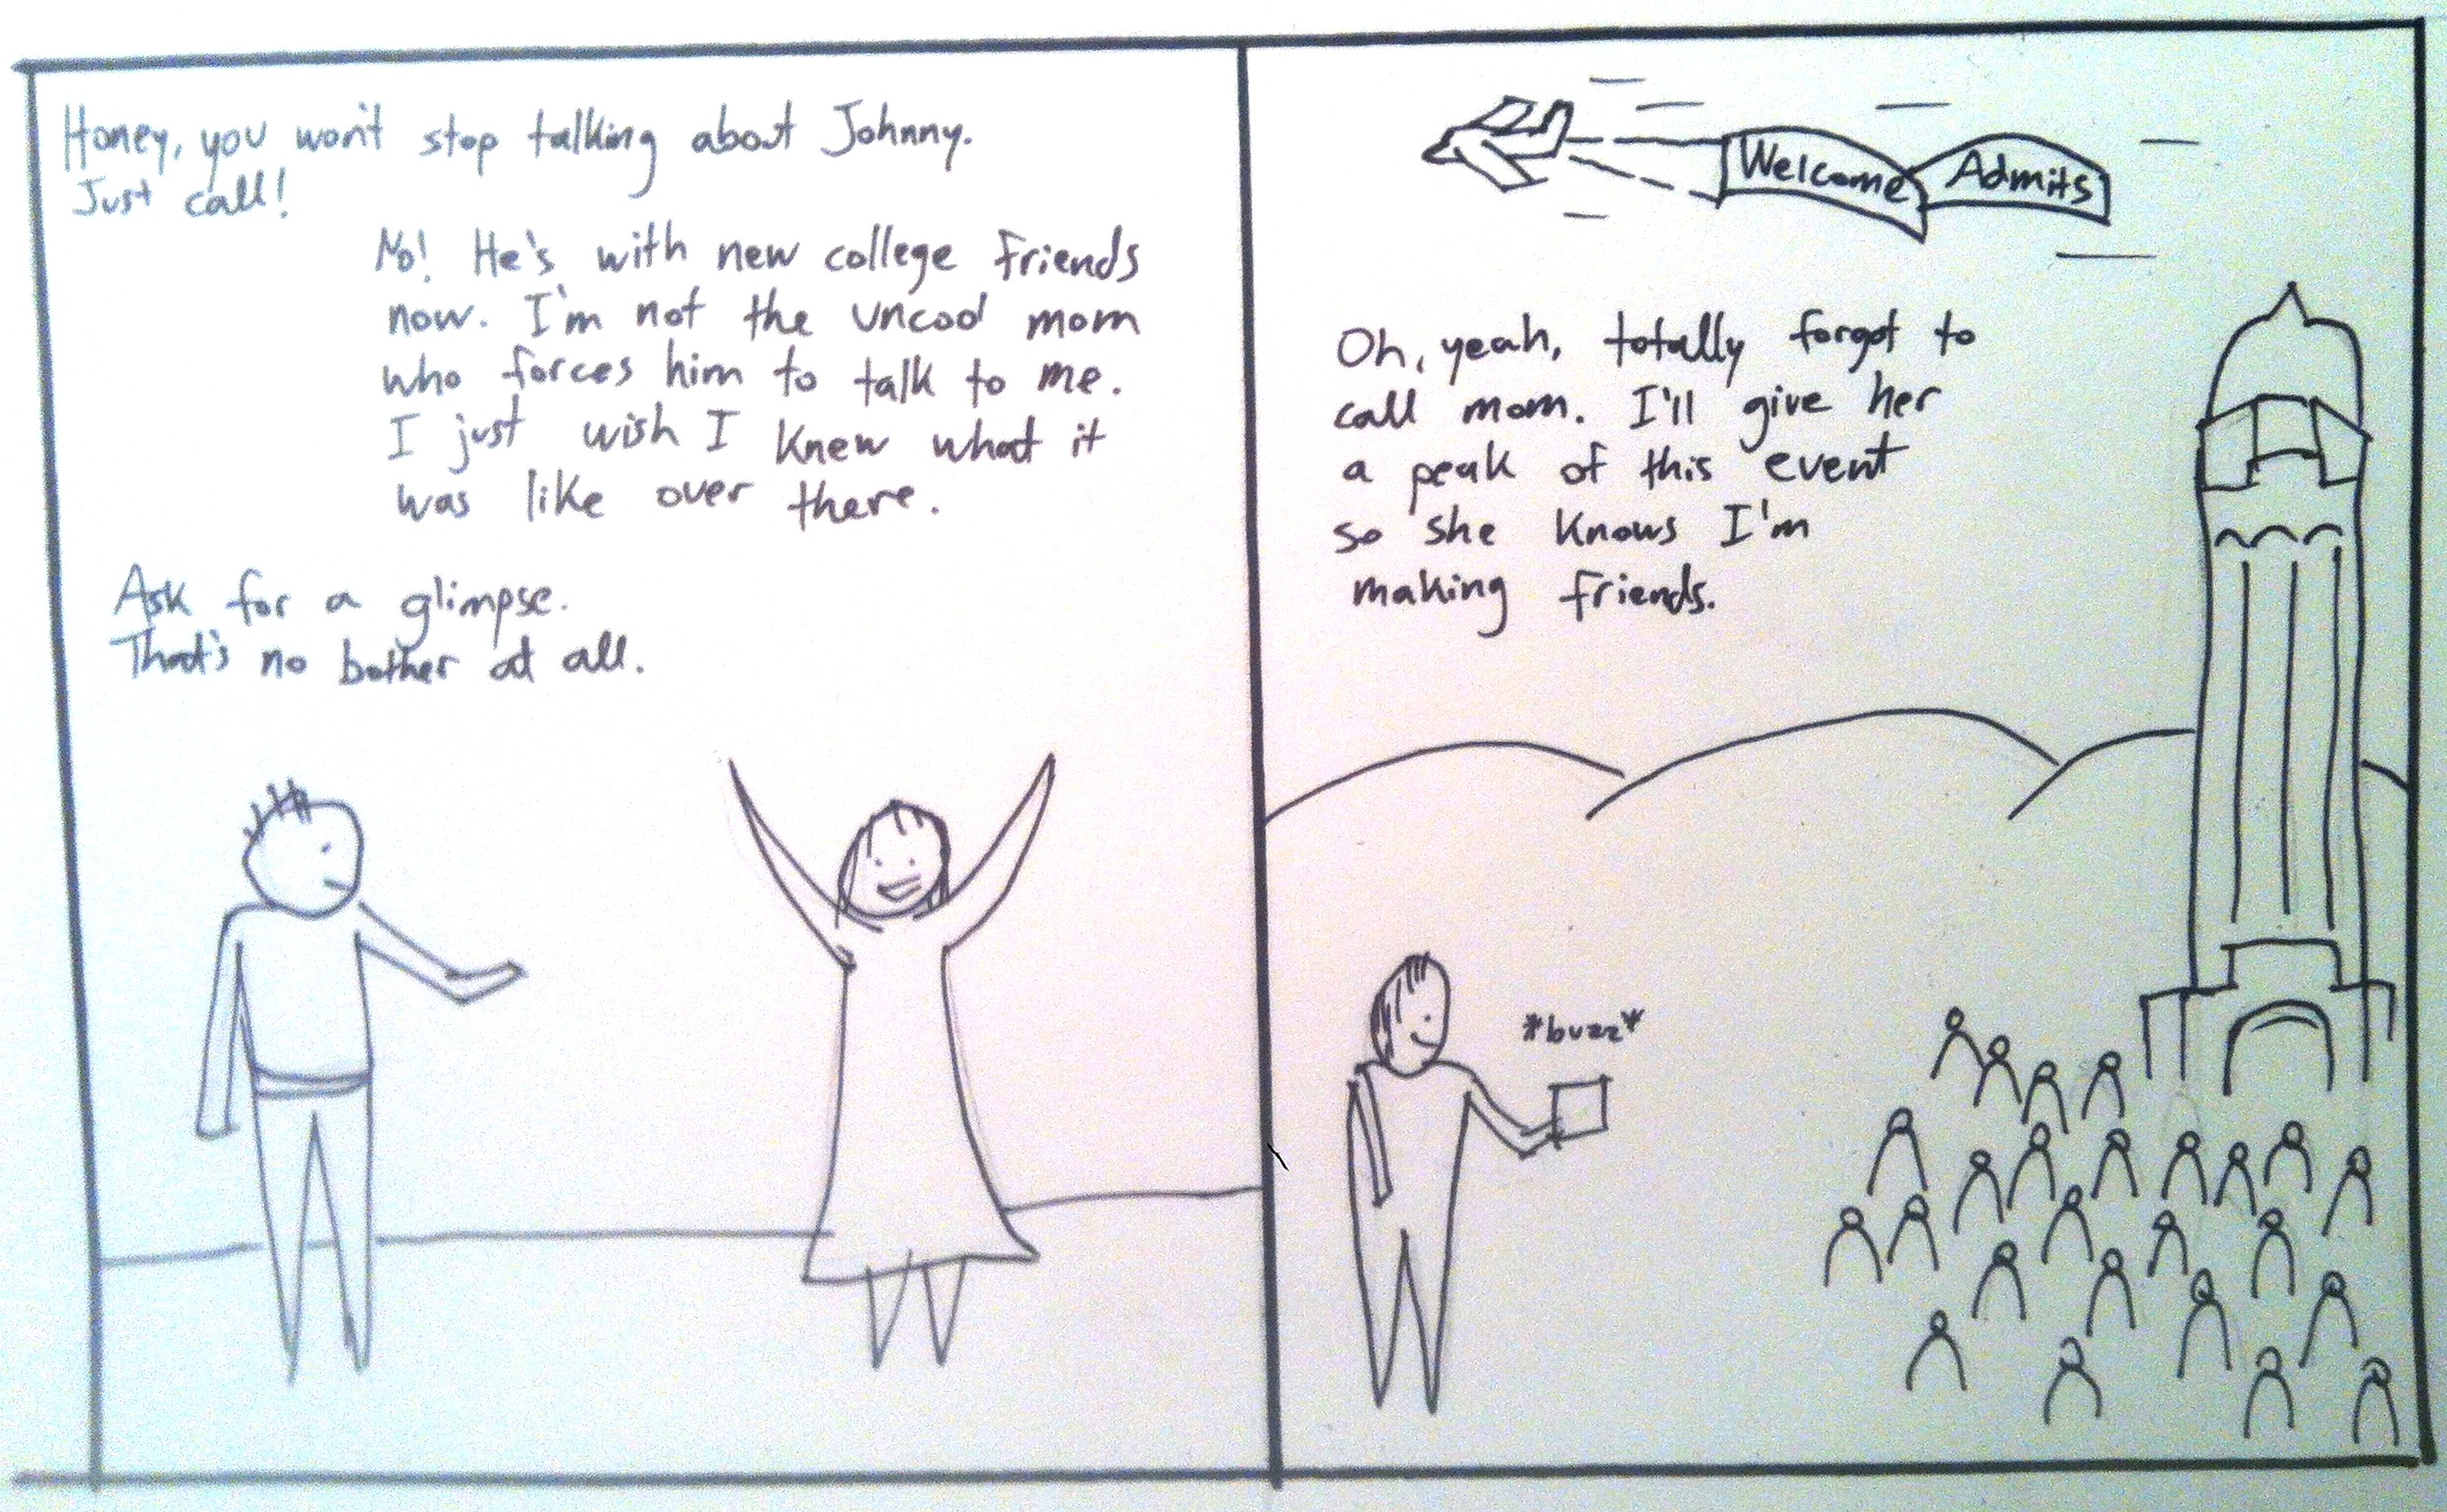 Honey, you won't stop talking about Johnny.
Just call!
No! He's with new college friends
now. I'm not the uncool mom
who forces him to talk to me.
I just wish I knew what it
was like over there.
Ask for a glimpse.
That's no bother at all.
Welcome Admits
Oh, yeah, totally forgot to
call mom. I'll give her
a peak of this event
so she knows I'm
making friends.
*buzz*